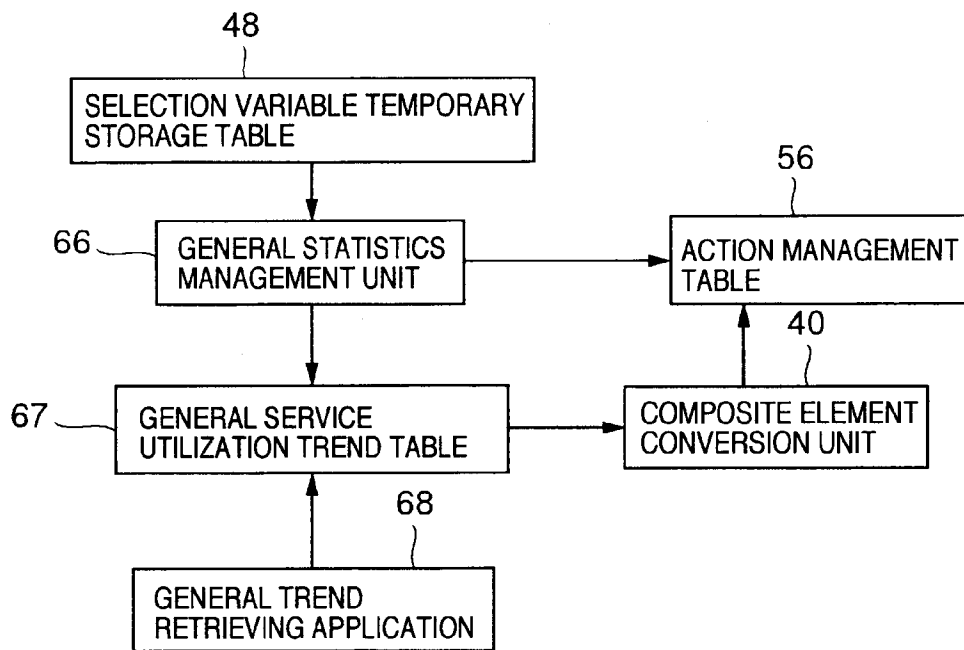 48
SELECTION VARIABLE TEMPORARY
STORAGE TABLE
56
66
GENERAL STATISTICS
MANAGEMENT UNIT
ACTION MANAGEMENT
TABLE
40
67
GENERAL SERVICE
UTILIZATION TREND TABLE
COMPOSITE ELEMENT
CONVERSION UNIT
68
GENERAL TREND
RETRIEVING APPLICATION